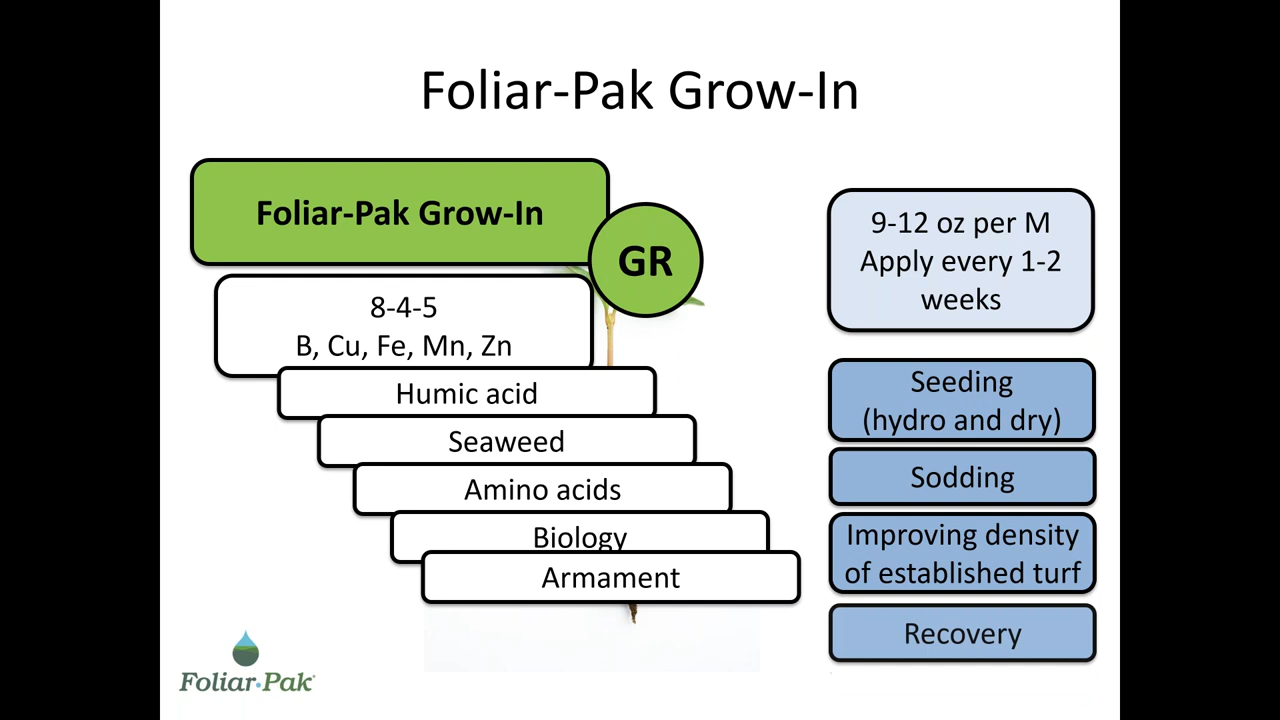 Foliar-Pak Grow-In
Foliar-Pak Grow-In
GR
8-4-5
B, Cu, Fe, Mn, Zn
Humic acid
Seaweed
Amino acids
Biology
Armament
9-12 oz per M
Apply every 1-2
weeks
Seeding
(hydro and dry)
Sodding
Improving density
of established turf
Recovery
Foliar·Pak